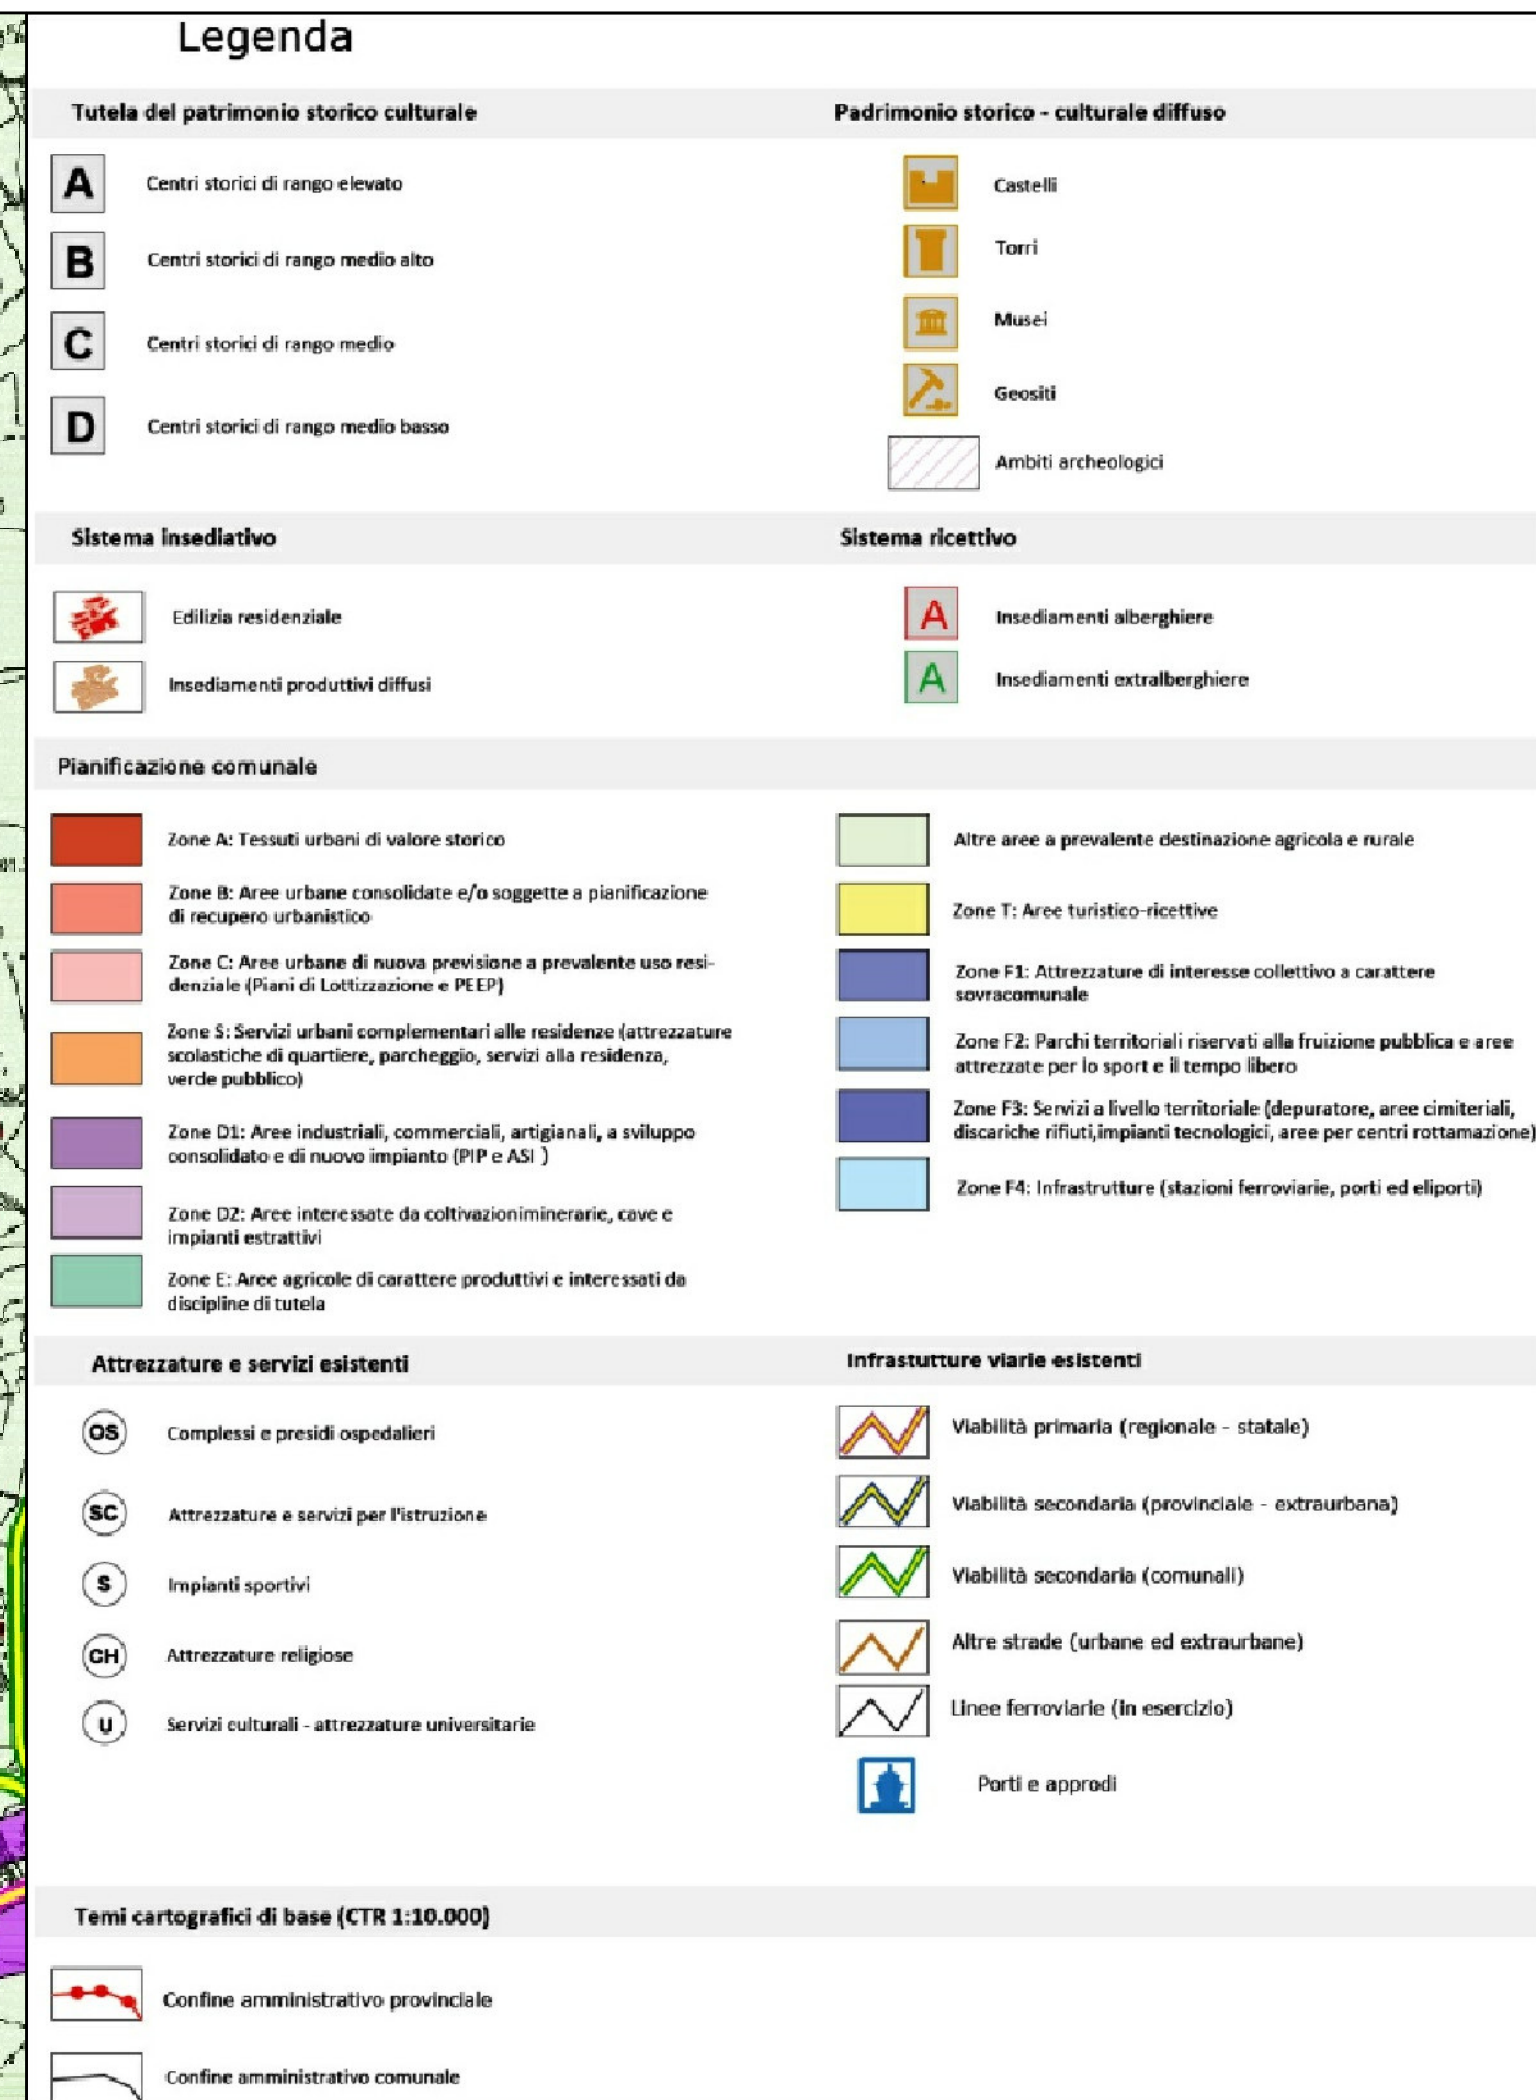 Legenda
Tutela del patrimonio storico culturale
A Centri storici di rango elevato
B Centri storici di rango medio alto
C Centri storici di rango medio
D Centri storici di rango medio basso
Padrimonio storico - culturale diffuso
Castelli
Torri
Musei
Geositi
Ambiti archeologici
Sistema insediativo
Edilizia residenziale
Insediamenti produttivi diffusi
Sistema ricettivo
A Insediamenti alberghiere
A Insediamenti extralberghiere
Pianificazione comunale
Zone A: Tessuti urbani di valore storico
Zone B: Aree urbane consolidate e/o soggette a pianificazione
di recupero urbanistico
Zone C: Aree urbane di nuova previsione a prevalente uso resi-
denziale (Piani di Lottizzazione e PEEP)
Zone S: Servizi urbani complementari alle residenze (attrezzature
scolastiche di quartiere, parcheggio, servizi alla residenza,
verde pubblico)
Zone D1: Aree industriali, commerciali, artigianali, a sviluppo
consolidato e di nuovo impianto (PIP e ASI )
Zone D2: Aree interessate da coltivazioniminerarie, cave e
impianti estrattivi
Zone E: Aree agricole di carattere produttivi e interessati da
discipline di tutela
Altre aree a prevalente destinazione agricola e rurale
Zone T: Aree turistico-ricettive
Zone F1: Attrezzature di interesse collettivo a carattere
sovracomunale
Zone F2: Parchi territoriali riservati alla fruizione pubblica e aree
attrezzate per lo sport e il tempo libero
Zone F3: Servizi a livello territoriale (depuratore, aree cimiteriali,
discariche rifiuti,impianti tecnologici, aree per centri rottamazione)
Zone F4: Infrastrutture (stazioni ferroviarie, porti ed eliporti)
Attrezzature e servizi esistenti
OS Complessi e presidi ospedalieri
SC Attrezzature e servizi per l'istruzione
S Impianti sportivi
CH Attrezzature religiose
U Servizi culturali - attrezzature universitarie
Infrastutture viarie esistenti
Viabilità primaria (regionale - statale)
Viabilità secondaria (provinciale - extraurbana)
Viabilità secondaria (comunali)
Altre strade (urbane ed extraurbane)
Linee ferroviarie (in esercizio)
Porti e approdi
Temi cartografici di base (CTR 1:10.000)
Confine amministrativo provinciale
Confine amministrativo comunale